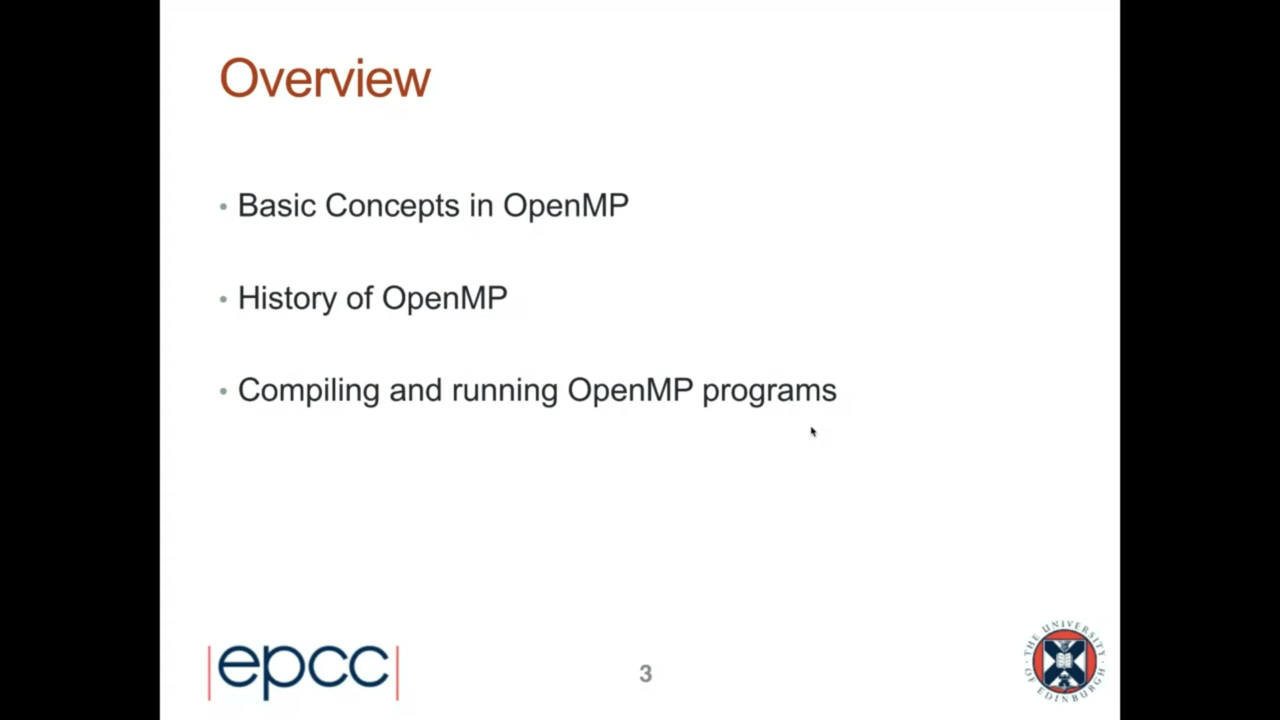 Overview
• Basic Concepts in OpenMP
• History of OpenMP
• Compiling and running OpenMP programs
|epcc|
3
THE UNIVERSITY OF EDINBURGH